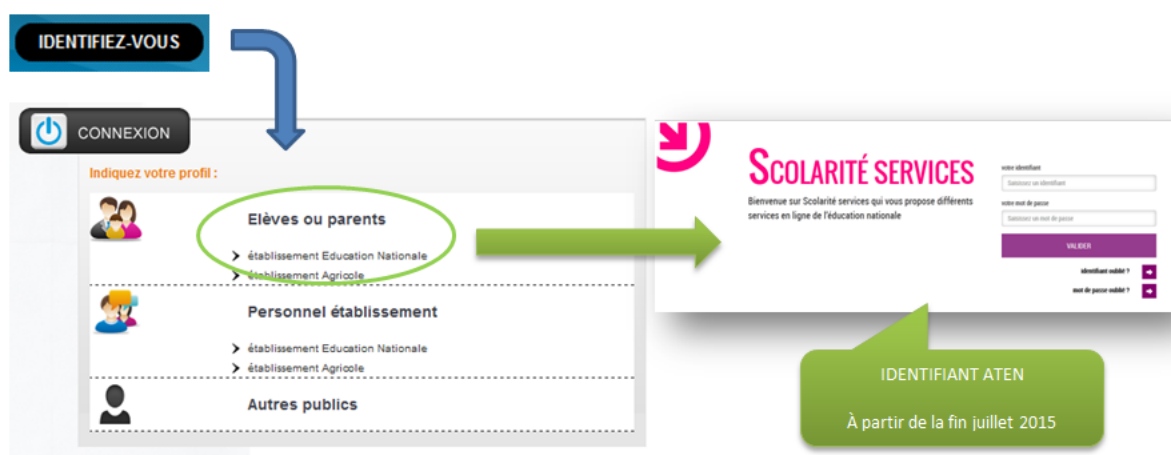 IDENTIFIEZ-VOUS
CONNEXION
Indiquez votre profil :
Elèves ou parents
établissement Education Nationale
établissement Agricole
Personnel établissement
établissement Education Nationale
établissement Agricole
Autres publics
SCOLARITÉ SERVICES
Bienvenue sur Scolarité services qui vous propose différents
services en ligne de l'éducation nationale
votre identifiant
Saisissez un identifiant
votre mot de passe
Saisissez un mot de passe
VALIDER
identifiant oublié ?
mot de passe oublié ?
IDENTIFIANT ATEN
À partir de la fin juillet 2015